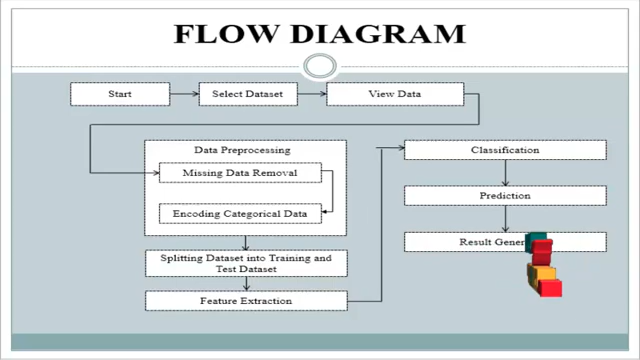 FLOW DIAGRAM
Start
Select Dataset
View Data
Data Preprocessing
Missing Data Removal
Encoding Categorical Data
Splitting Dataset into Training and
Test Dataset
Feature Extraction
Classification
Prediction
Result